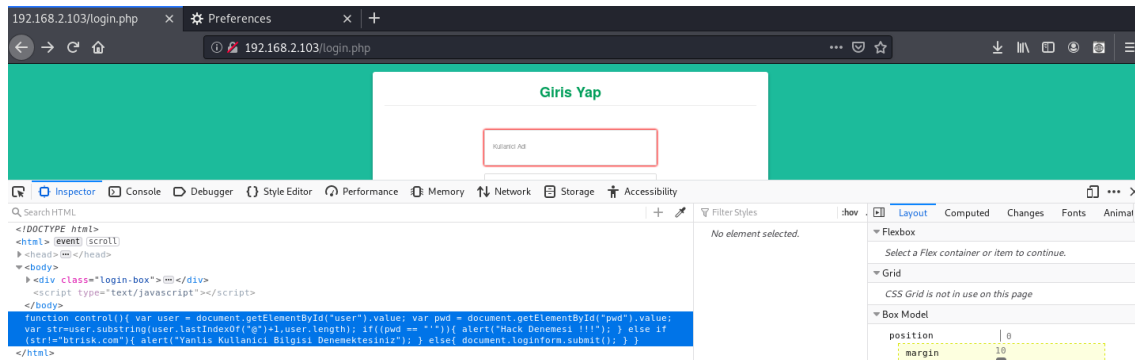 192.168.2.103/login.php × Preferences × +
192.168.2.103/login.php
Giris Yap
Kullanici Adi
Inspector Console Debugger {} Style Editor Performance Memory Network Storage Accessibility
Search HTML + Filter Styles :hov Layout Computed Changes Fonts Animat
<!DOCTYPE html>
<html> event scroll
<head> </head>
<body>
<div class="login-box"> </div>
<script type="text/javascript"></script>
</body>
function control(){ var user = document.getElementById("user").value; var pwd = document.getElementById("pwd").value;
var str=user.substring(user.lastIndexOf("@")+1,user.length); if((pwd == "'")){ alert("Hack Denemesi !!!"); } else if
(str!="btrisk.com"){ alert("Yanlis Kullanici Bilgisi Denemektesiniz"); } else{ document.loginform.submit(); } }
</html>
No element selected.
Flexbox
Select a Flex container or item to continue.
Grid
CSS Grid is not in use on this page
Box Model
position 0
margin 10